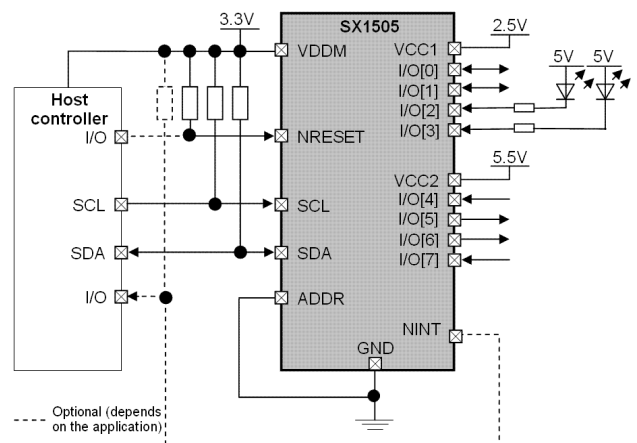 3.3V
SX1505
2.5V
VDDM
VCC1
5V
5V
I/O[0]
I/O[1]
I/O[2]
I/O[3]
Host
controller
I/O
NRESET
5.5V
VCC2
SCL
SCL
I/O[4]
I/O[5]
I/O[6]
I/O[7]
SDA
SDA
I/O
ADDR
NINT
GND
Optional (depends
on the application)